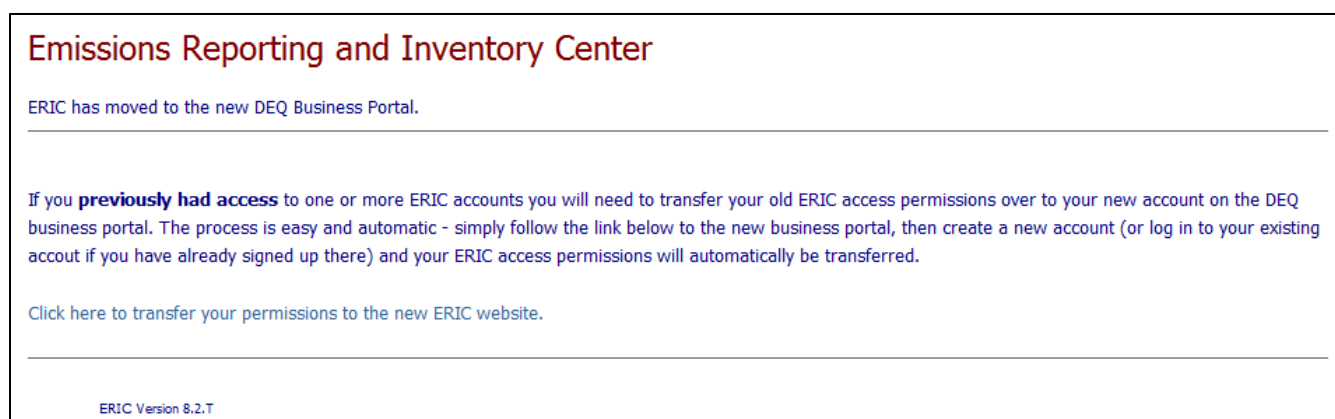 Emissions Reporting and Inventory Center
ERIC has moved to the new DEQ Business Portal.
If you previously had access to one or more ERIC accounts you will need to transfer your old ERIC access permissions over to your new account on the DEQ
business portal. The process is easy and automatic - simply follow the link below to the new business portal, then create a new account (or log in to your existing
accout if you have already signed up there) and your ERIC access permissions will automatically be transferred.
Click here to transfer your permissions to the new ERIC website.
ERIC Version 8.2.T